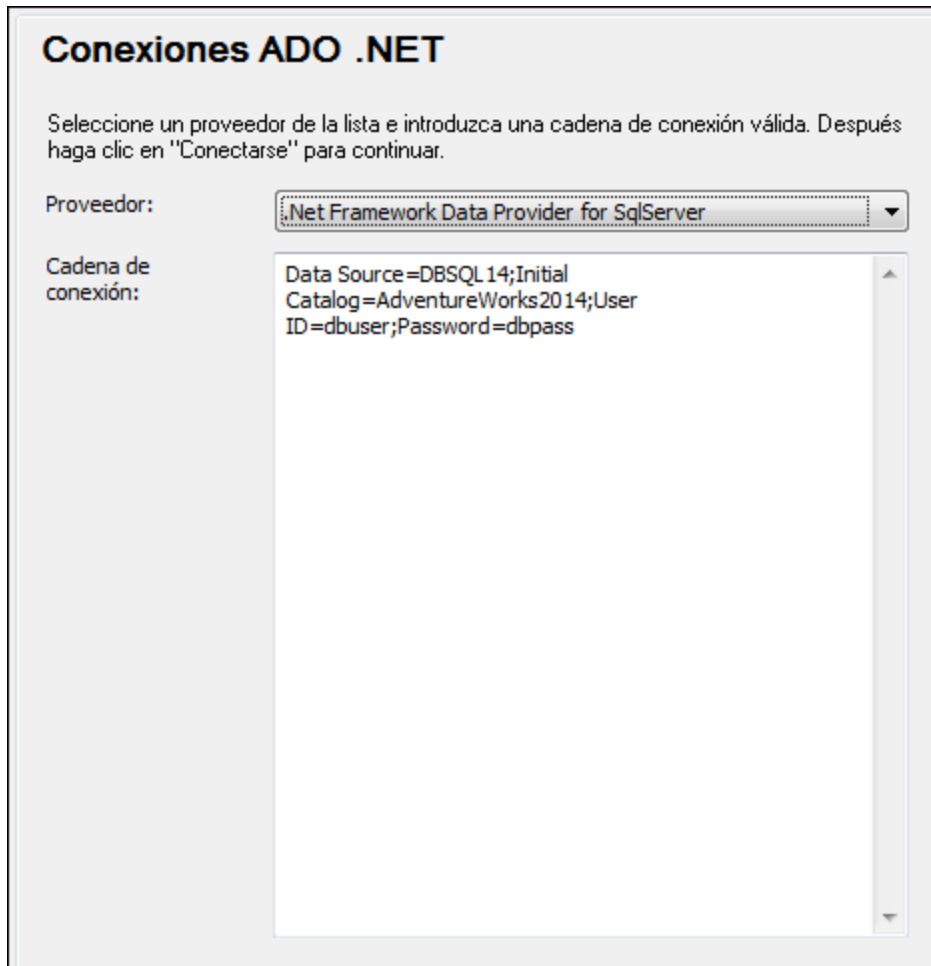 Conexiones ADO .NET
Seleccione un proveedor de la lista e introduzca una cadena de conexión válida. Después
haga clic en "Conectarse" para continuar.
Proveedor:
.Net Framework Data Provider for SqlServer
Cadena de
conexión:
Data Source=DBSQL14;Initial
Catalog=AdventureWorks2014;User
ID=dbuser;Password=dbpass